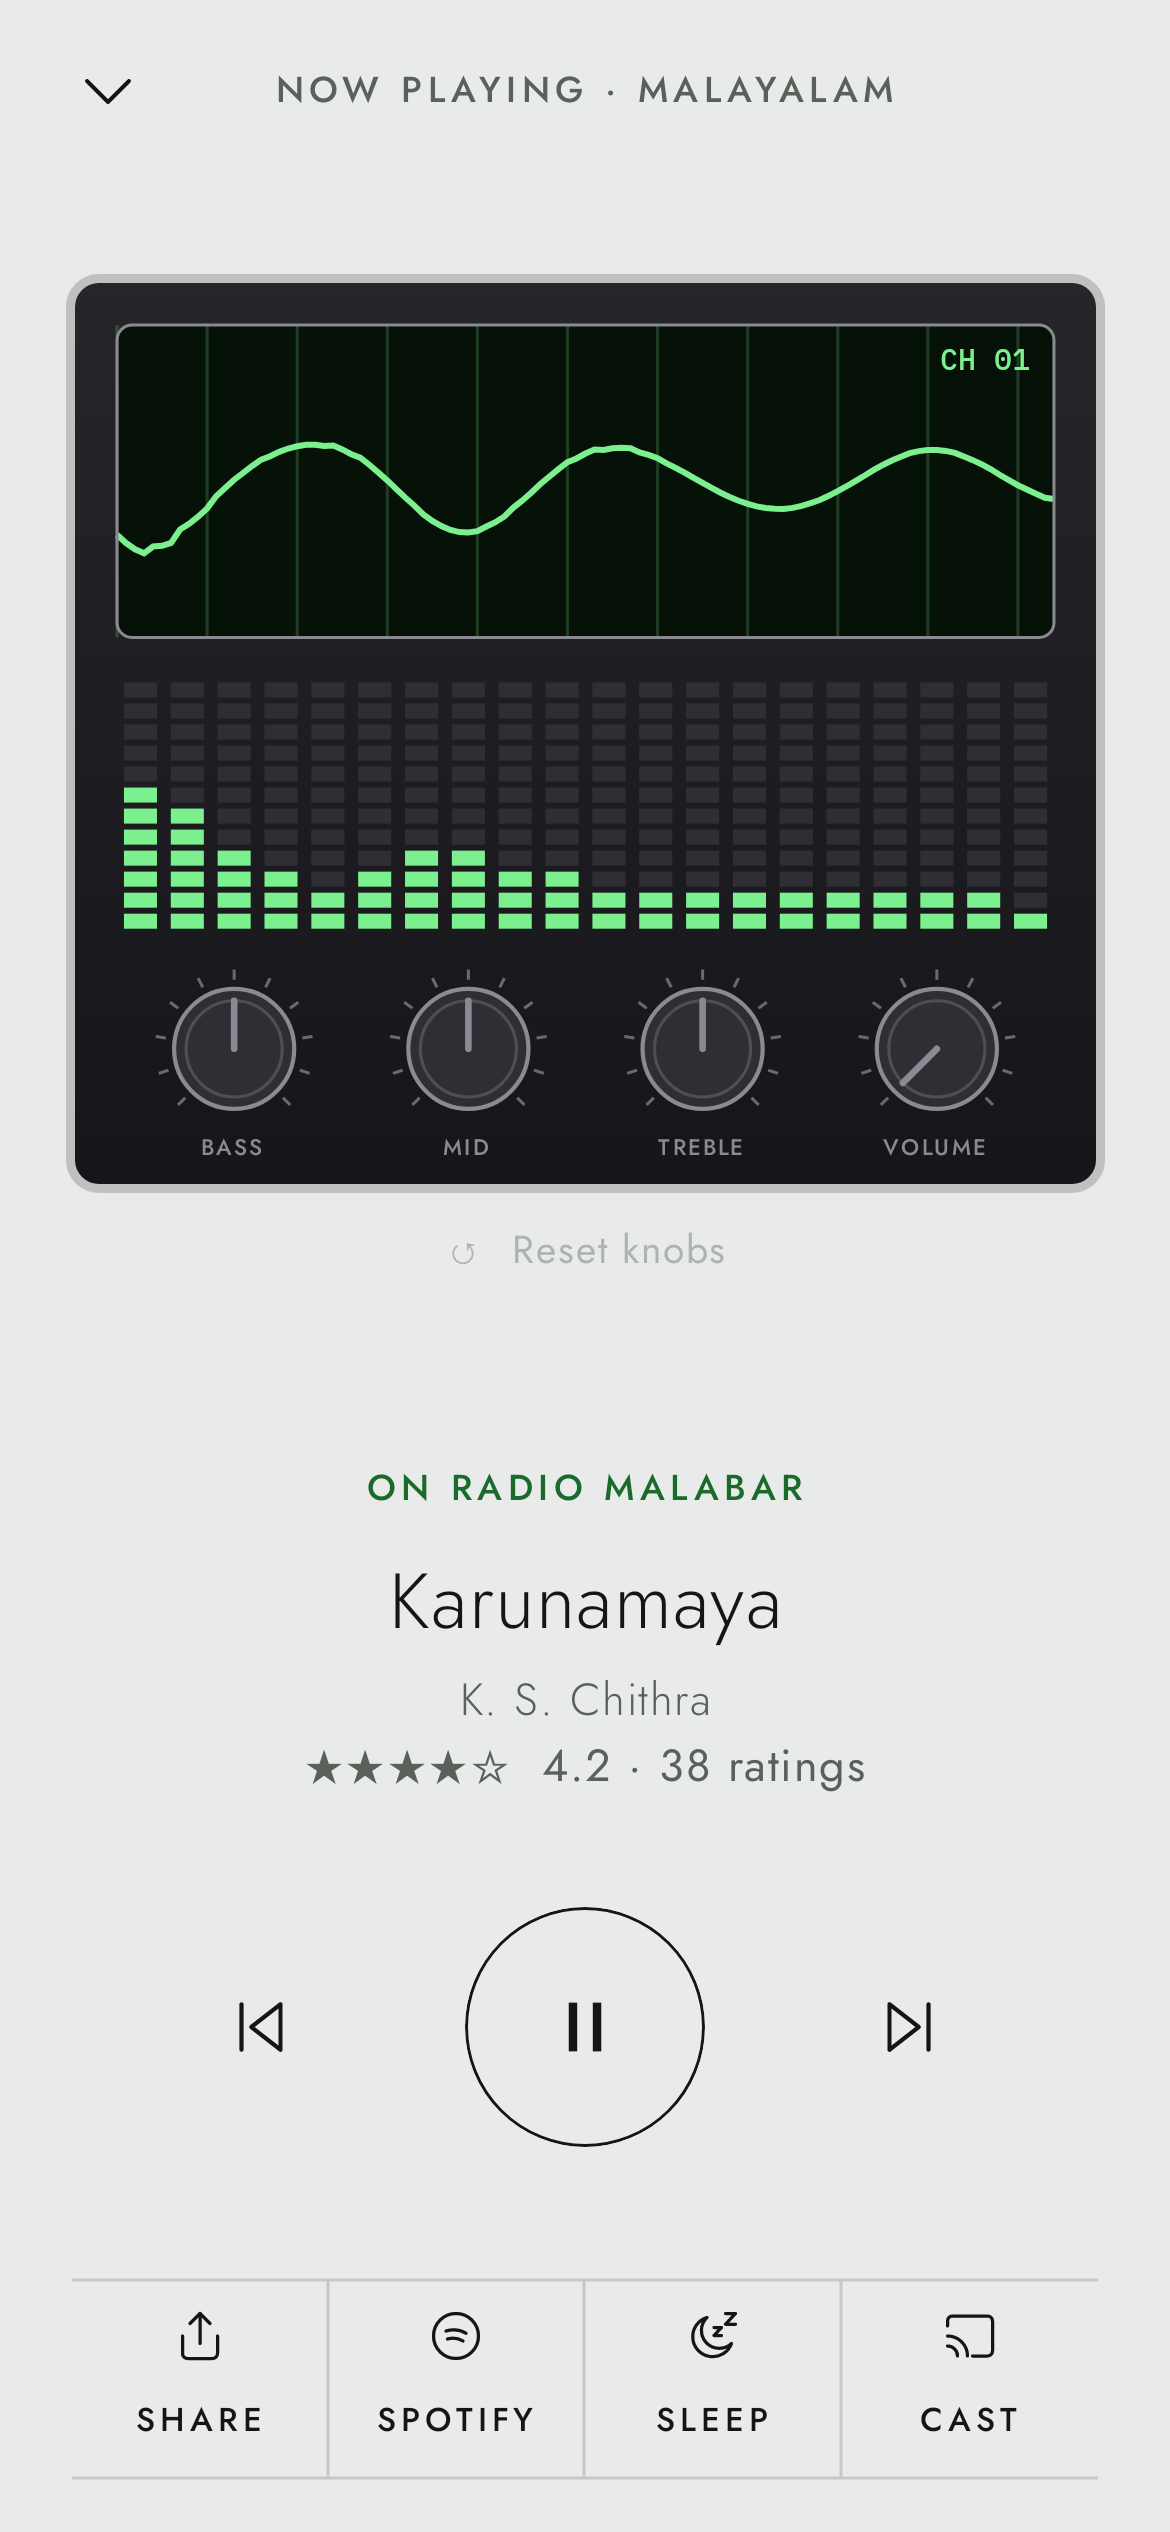 NOW PLAYING · MALAYALAM
CH 01
BASS MID TREBLE VOLUME
Reset knobs
ON RADIO MALABAR
Karunamaya
K. S. Chithra
★★★★☆ 4.2 · 38 ratings
SHARE SPOTIFY SLEEP CAST